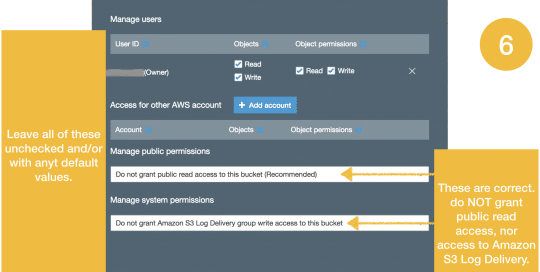 Manage users
6
User ID Objects Object permissions
(Owner) Read Read Write
Write
Access for other AWS account + Add account
Account Objects Object permissions
Leave all of these
unchecked and/or
with anyt default
values.
Manage public permissions
Do not grant public read access to this bucket (Recommended)
Manage system permissions
Do not grant Amazon S3 Log Delivery group write access to this bucket
These are correct.
do NOT grant
public read
access, nor
access to Amazon
S3 Log Delivery.